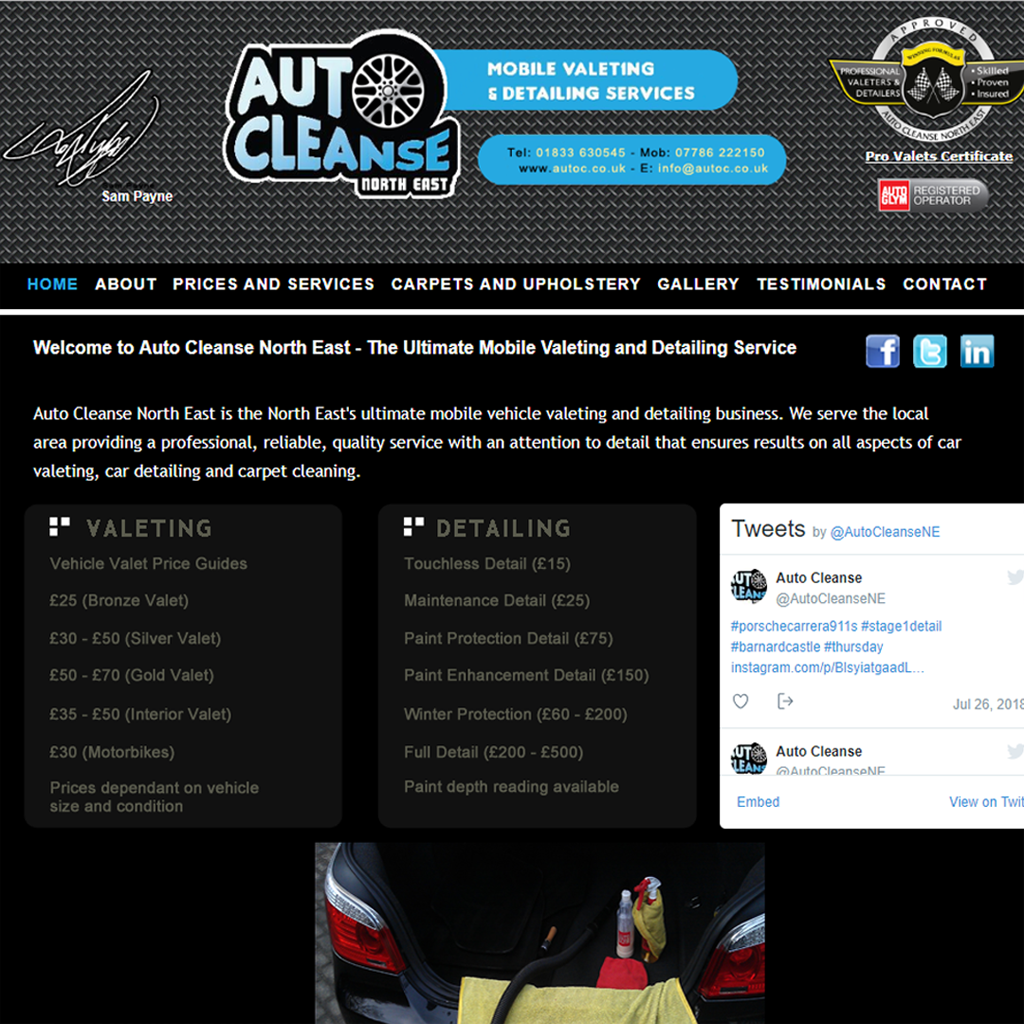 AUTO
CLEANSE
NORTH EAST
MOBILE VALETING
& DETAILING SERVICES
Tel: 01833 630545 - Mob: 07786 222150
www.autoc.co.uk - E: info@autoc.co.uk
Sam Payne
APPROVED
WINNING FORMULAS
PROFESSIONAL
VALETERS &
DETAILERS
• Skilled
• Proven
• Insured
AUTO CLEANSE NORTH EAST
Pro Valets Certificate
AUTO
GLYM
REGISTERED
OPERATOR
HOME ABOUT PRICES AND SERVICES CARPETS AND UPHOLSTERY GALLERY TESTIMONIALS CONTACT
Welcome to Auto Cleanse North East - The Ultimate Mobile Valeting and Detailing Service
Auto Cleanse North East is the North East's ultimate mobile vehicle valeting and detailing business. We serve the local
area providing a professional, reliable, quality service with an attention to detail that ensures results on all aspects of car
valeting, car detailing and carpet cleaning.
VALETING
Vehicle Valet Price Guides
£25 (Bronze Valet)
£30 - £50 (Silver Valet)
£50 - £70 (Gold Valet)
£35 - £50 (Interior Valet)
£30 (Motorbikes)
Prices dependant on vehicle
size and condition
DETAILING
Touchless Detail (£15)
Maintenance Detail (£25)
Paint Protection Detail (£75)
Paint Enhancement Detail (£150)
Winter Protection (£60 - £200)
Full Detail (£200 - £500)
Paint depth reading available
Tweets by @AutoCleanseNE
Auto Cleanse
@AutoCleanseNE
#porschecarrera911s #stage1detail
#barnardcastle #thursday
instagram.com/p/BlsyiatgaadL...
Jul 26, 2018
Auto Cleanse
@AutoCleanseNE
Embed
View on Twit